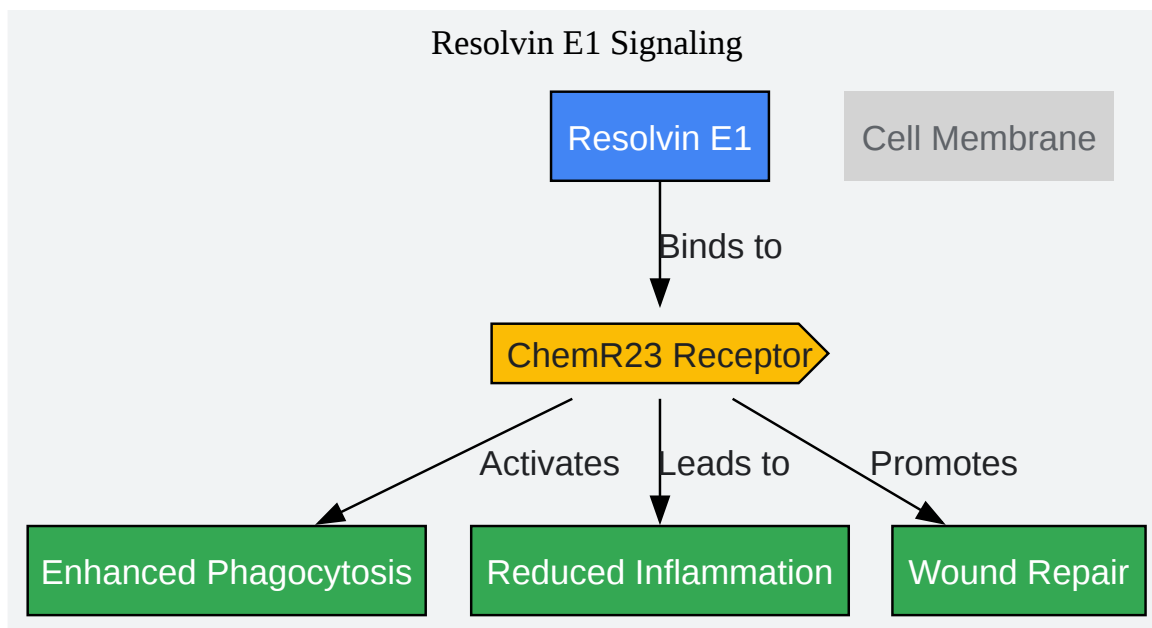 Resolvin E1 Signaling
Resolvin E1
Cell Membrane
Binds to
ChemR23 Receptor
Activates
Leads to
Promotes
Enhanced Phagocytosis
Reduced Inflammation
Wound Repair